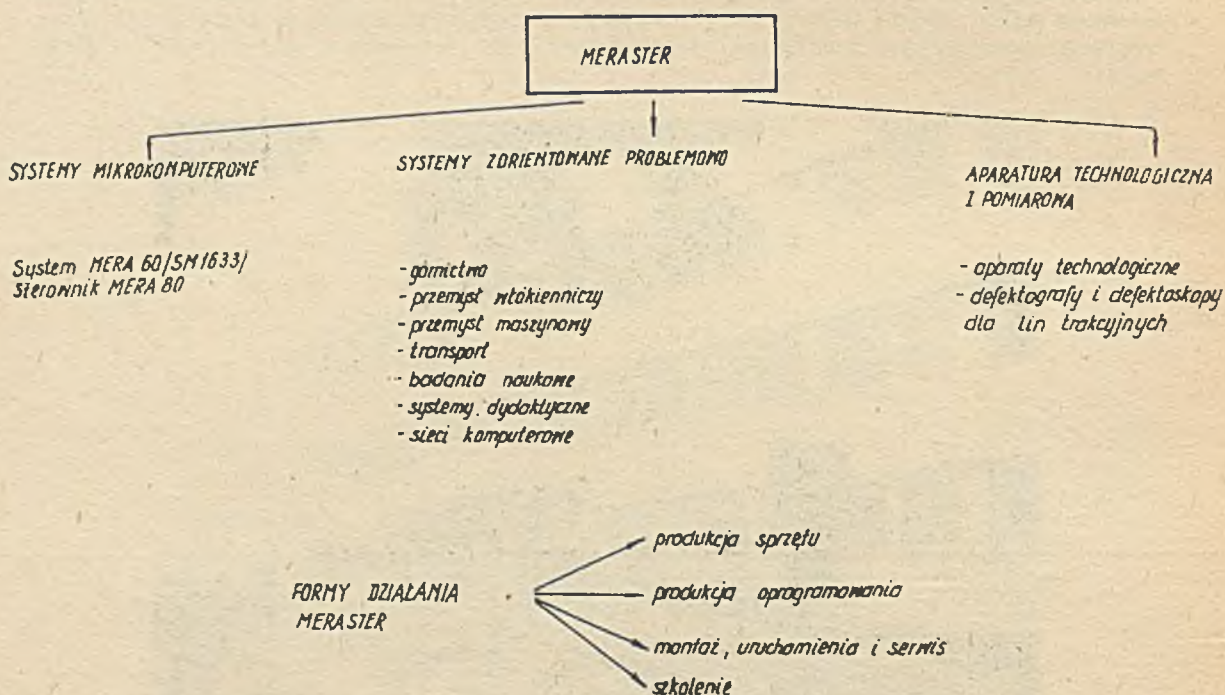 MERASTER
SYSTEMY MIKROKOMPUTEROWE
System MERA 60/SM1633/
Sterownik MERA 80
SYSTEMY ZORIENTOWANE PROBLEMOWO
- górnictwo
- przemysł włókienniczy
- przemysł maszynowy
- transport
- badania naukowe
- systemy dydaktyczne
- sieci komputerowe
APARATURA TECHNOLOGICZNA
I POMIAROWA
- aparaty technologiczne
- defektografy i defektoskopy
dla lin trakcyjnych
FORMY DZIAŁANIA
MERASTER
produkcja sprzętu
produkcja oprogramowania
montaż, uruchomienia i serwis
szkolenie